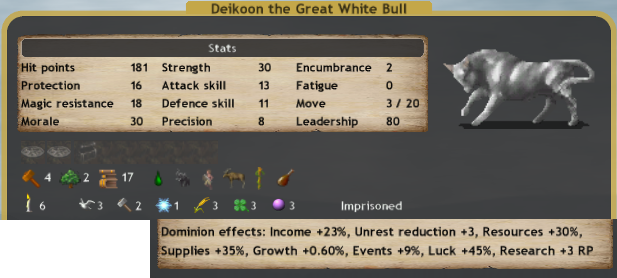 Deikoon the Great White Bull
Stats
Hit points 181 Strength 30 Encumbrance 2
Protection 16 Attack skill 13 Fatigue 0
Magic resistance 18 Defence skill 11 Move 3 / 20
Morale 30 Precision 8 Leadership 80
4 2 17
6 3 2 1 3 3 3 Imprisoned
Dominion effects: Income +23%, Unrest reduction +3, Resources +30%,
Supplies +35%, Growth +0.60%, Events +9%, Luck +45%, Research +3 RP